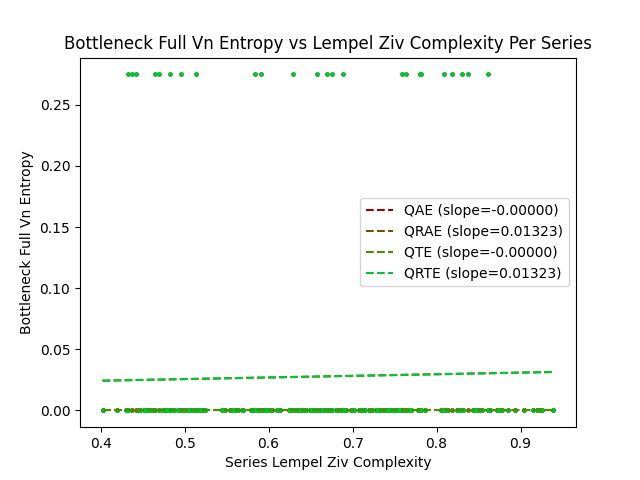 Bottleneck Full Vn Entropy vs Lempel Ziv Complexity Per Series
Bottleneck Full Vn Entropy
0.25
0.20
0.15
0.10
0.05
0.00
QAE (slope=-0.00000)
QRAE (slope=0.01323)
QTE (slope=-0.00000)
QRTE (slope=0.01323)
0.4 0.5 0.6 0.7 0.8 0.9
Series Lempel Ziv Complexity